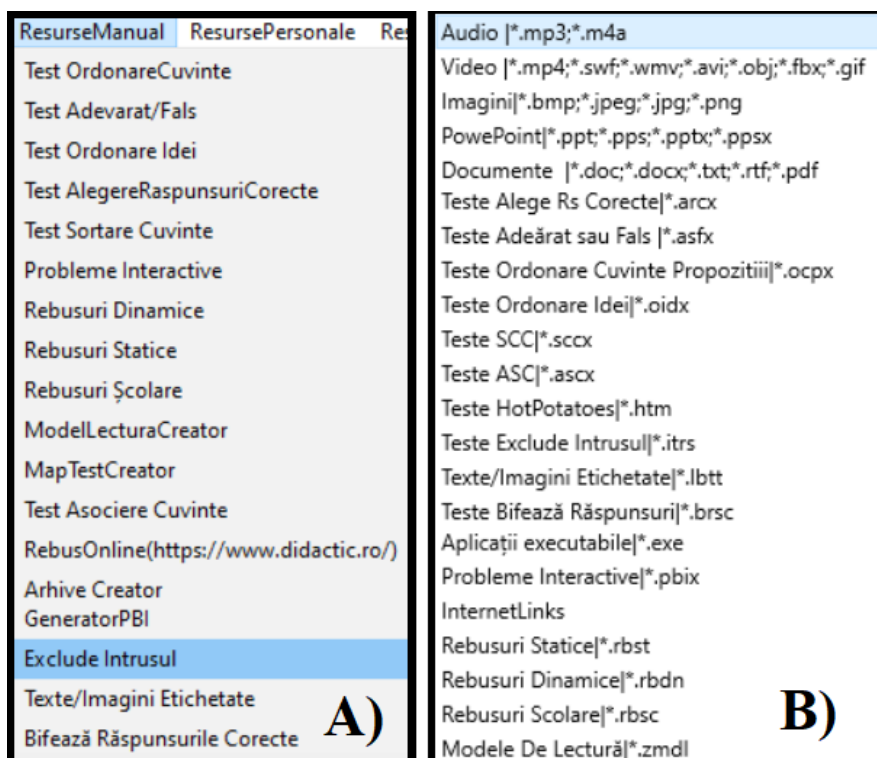 ResurseManual ResursePersonale Res
Test OrdonareCuvinte
Test Adevarat/Fals
Test Ordonare Idei
Test AlegereRaspunsuriCorecte
Test Sortare Cuvinte
Probleme Interactive
Rebusuri Dinamice
Rebusuri Statice
Rebusuri Școlare
ModelLecturaCreator
MapTestCreator
Test Asociere Cuvinte
RebusOnline(https://www.didactic.ro/)
Arhive Creator
GeneratorPBI
Exclude Intrusul
Texte/Imagini Etichetate
Bifează Răspunsurile Corecte
A)
Audio |*.mp3;*.m4a
Video |*.mp4;*.swf;*.wmv;*.avi;*.obj;*.fbx;*.gif
Imagini|*.bmp;*.jpeg;*.jpg;*.png
PowePoint|*.ppt;*.pps;*.pptx;*.ppsx
Documente |*.doc;*.docx;*.txt;*.rtf;*.pdf
Teste Alege Rs Corecte|*.arcx
Teste Adeărat sau Fals |*.asfx
Teste Ordonare Cuvinte Propozitiii|*.ocpx
Teste Ordonare Idei|*.oidx
Teste SCC|*.sccx
Teste ASC|*.ascx
Teste HotPotatoes|*.htm
Teste Exclude Intrusul|*.itrs
Texte/Imagini Etichetate|*.lbtt
Teste Bifează Răspunsuri|*.brsc
Aplicații executabile|*.exe
Probleme Interactive|*.pbix
InternetLinks
Rebusuri Statice|*.rbst
Rebusuri Dinamice|*.rbdn
Rebusuri Scolare|*.rbsc
Modele De Lectură|*.zmdl
B)